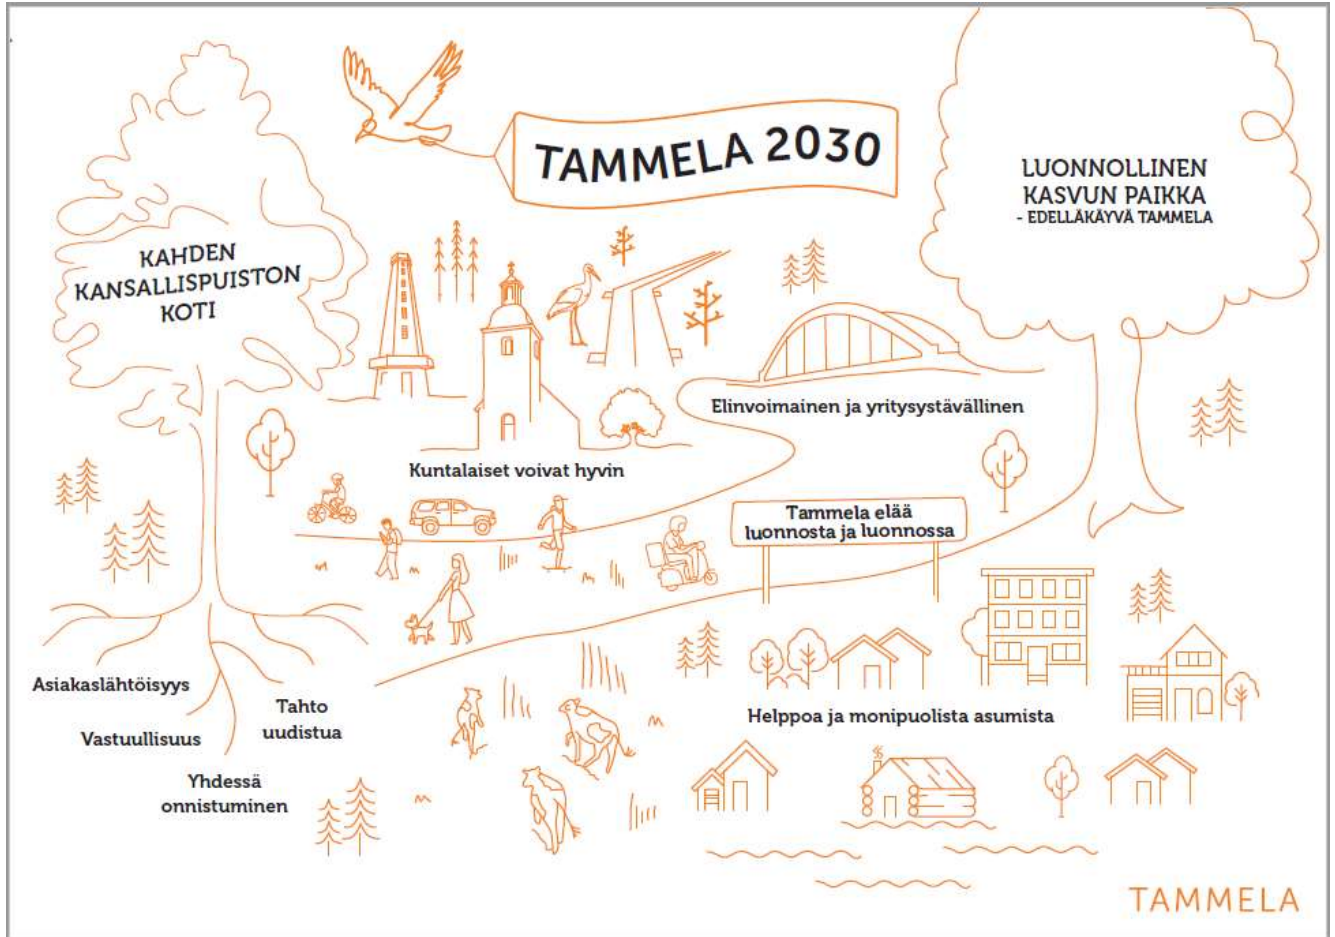 TAMMELA 2030
LUONNOLLINEN
KASVUN PAIKKA
- EDELLÄKÄYVÄ TAMMELA
KAHDEN
KANSALLISPUISTON
KOTI
Elinvoimainen ja yritysystävällinen
Kuntalaiset voivat hyvin
Tammela elää
luonnosta ja luonnossa
Asiakaslähtöisyys
Tahto
uudistua
Vastuullisuus
Yhdessä
onnistuminen
Helppoa ja monipuolista asumista
TAMMELA